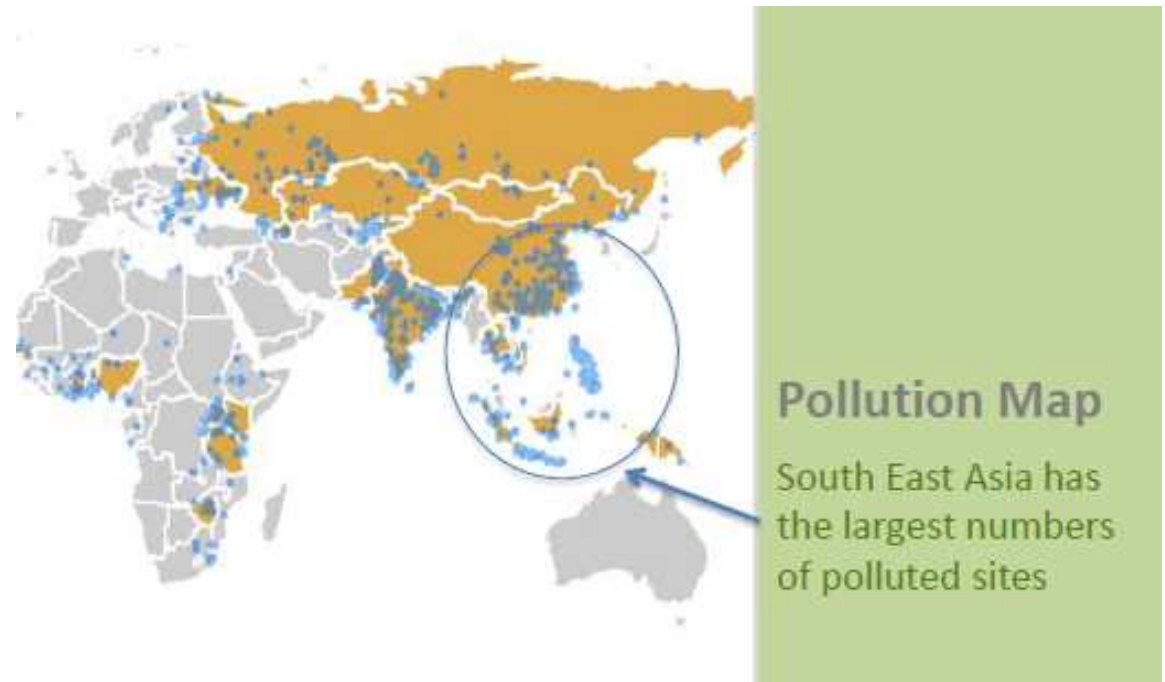 Pollution Map
South East Asia has
the largest numbers
of polluted sites